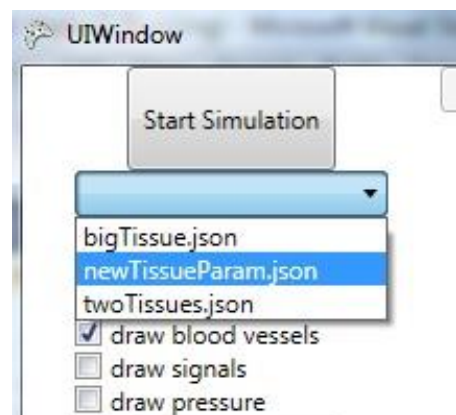 UIWindow
Start Simulation
bigTissue.json
newTissueParam.json
twoTissues.json
draw blood vessels
draw signals
draw pressure